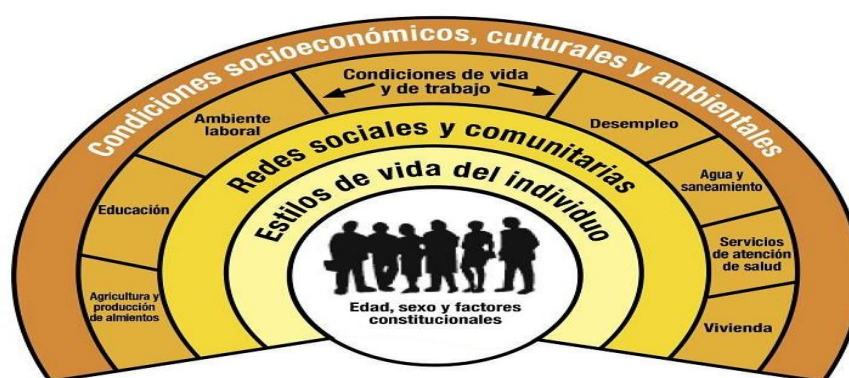 Condiciones socioeconómicos, culturales y ambientales
Condiciones de vida
y de trabajo
Ambiente
laboral
Desempleo
Redes sociales y comunitarias
Educación
Agua y
saneamiento
Estilos de vida del individuo
Servicios
de atención
de salud
Agricultura y
producción
de almientos
Edad, sexo y factores
constitucionales
Vivienda